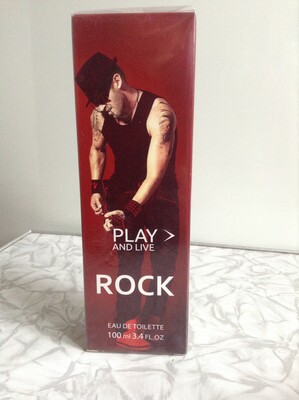 PLAY >
AND LIVE
ROCK
EAU DE TOILETTE
100 ml 3.4 FL.OZ